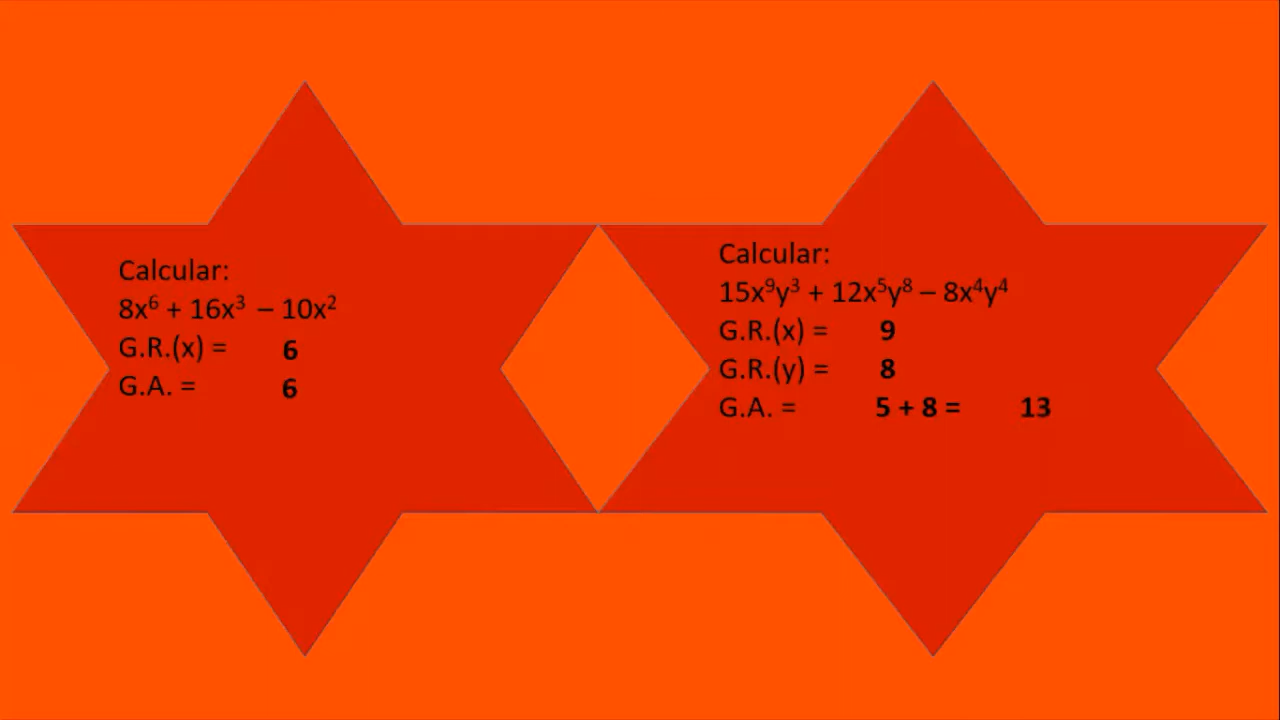 Calcular:
8x⁶ + 16x³ – 10x²
G.R.(x) = 6
G.A. = 6
Calcular:
15x⁹y³ + 12x⁵y⁸ – 8x⁴y⁴
G.R.(x) = 9
G.R.(y) = 8
G.A. = 5 + 8 = 13